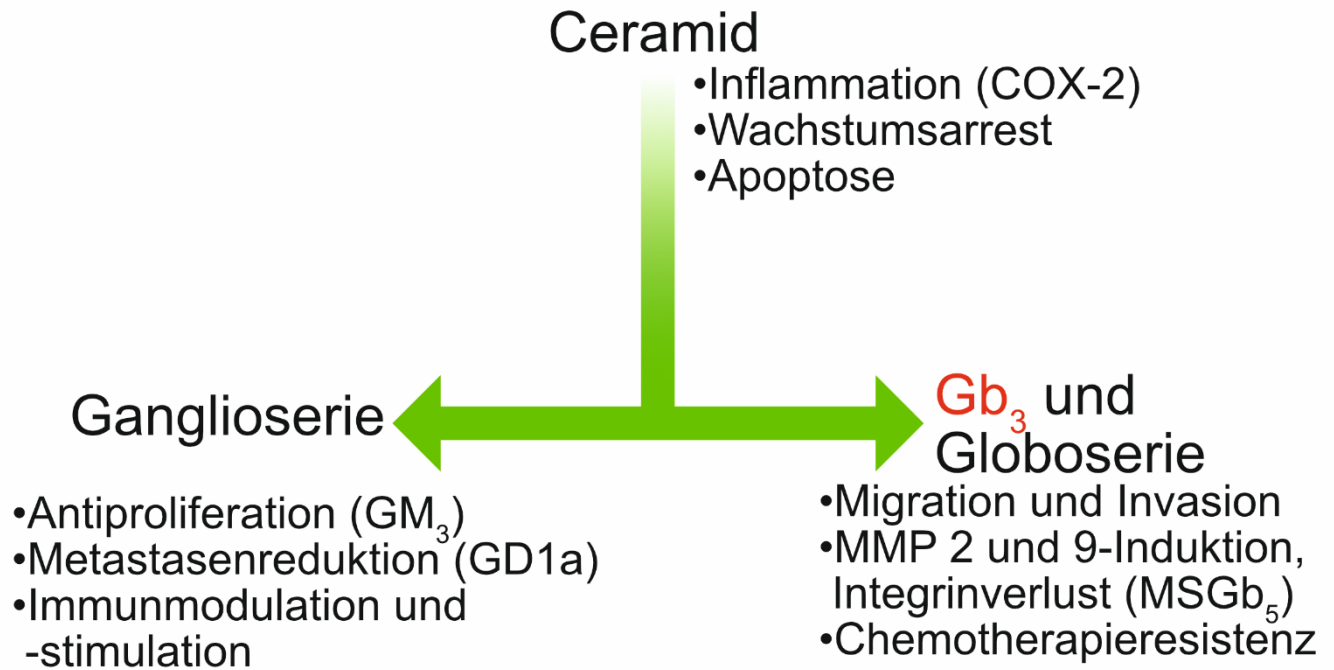 Ceramid
•Inflammation (COX-2)
•Wachstumsarrest
•Apoptose
Ganglioserie
•Antiproliferation (GM₃)
•Metastasenreduktion (GD1a)
•Immunmodulation und
-stimulation
Gb₃ und
Globoserie
•Migration und Invasion
•MMP 2 und 9-Induktion,
Integrinverlust (MSGb₅)
•Chemotherapieresistenz